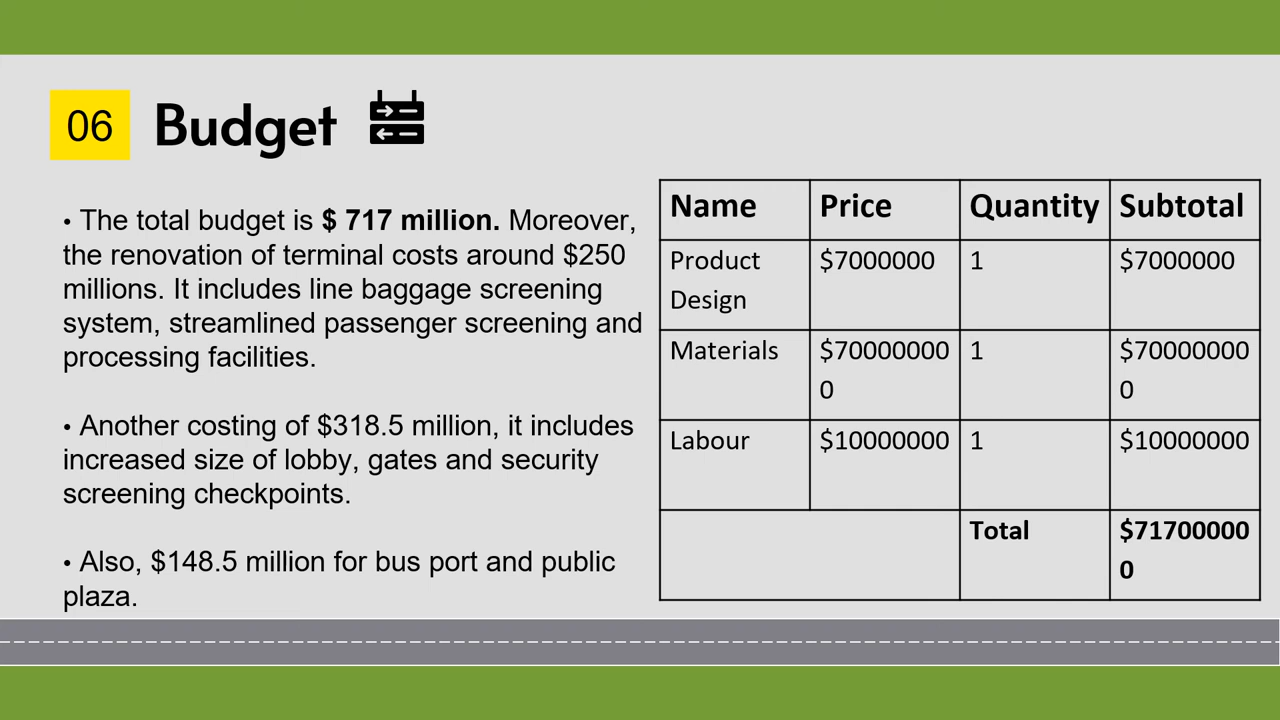 06 Budget
• The total budget is $ 717 million. Moreover,
the renovation of terminal costs around $250
millions. It includes line baggage screening
system, streamlined passenger screening and
processing facilities.
• Another costing of $318.5 million, it includes
increased size of lobby, gates and security
screening checkpoints.
• Also, $148.5 million for bus port and public
plaza.
Name Price Quantity Subtotal
Product $7000000 1 $7000000
Design
Materials $70000000 1 $70000000
0 0
Labour $10000000 1 $10000000
Total $71700000
0